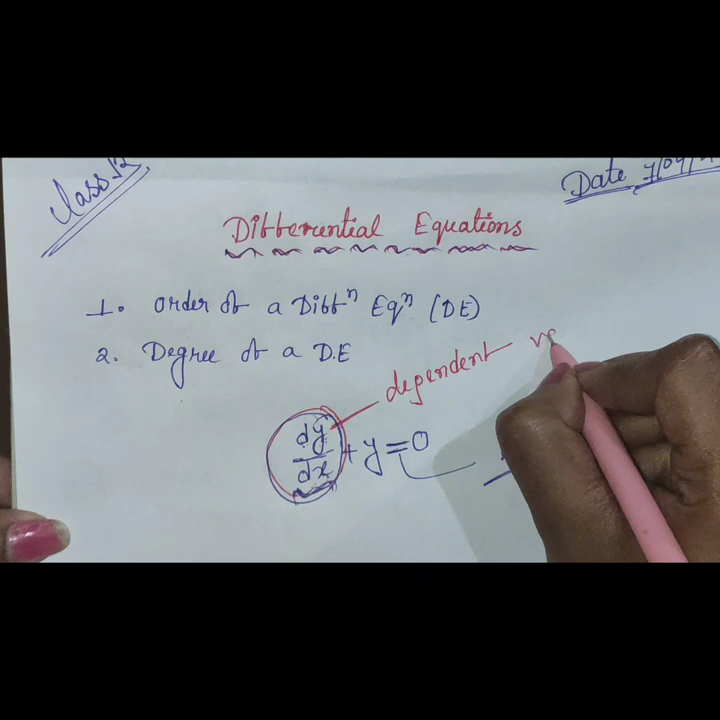 Class 12
Date 7/04/
Differential Equations
1. Order of a Diffⁿ Eqⁿ (DE)
2. Degree of a D.E
dependent
dy/dx + y = 0